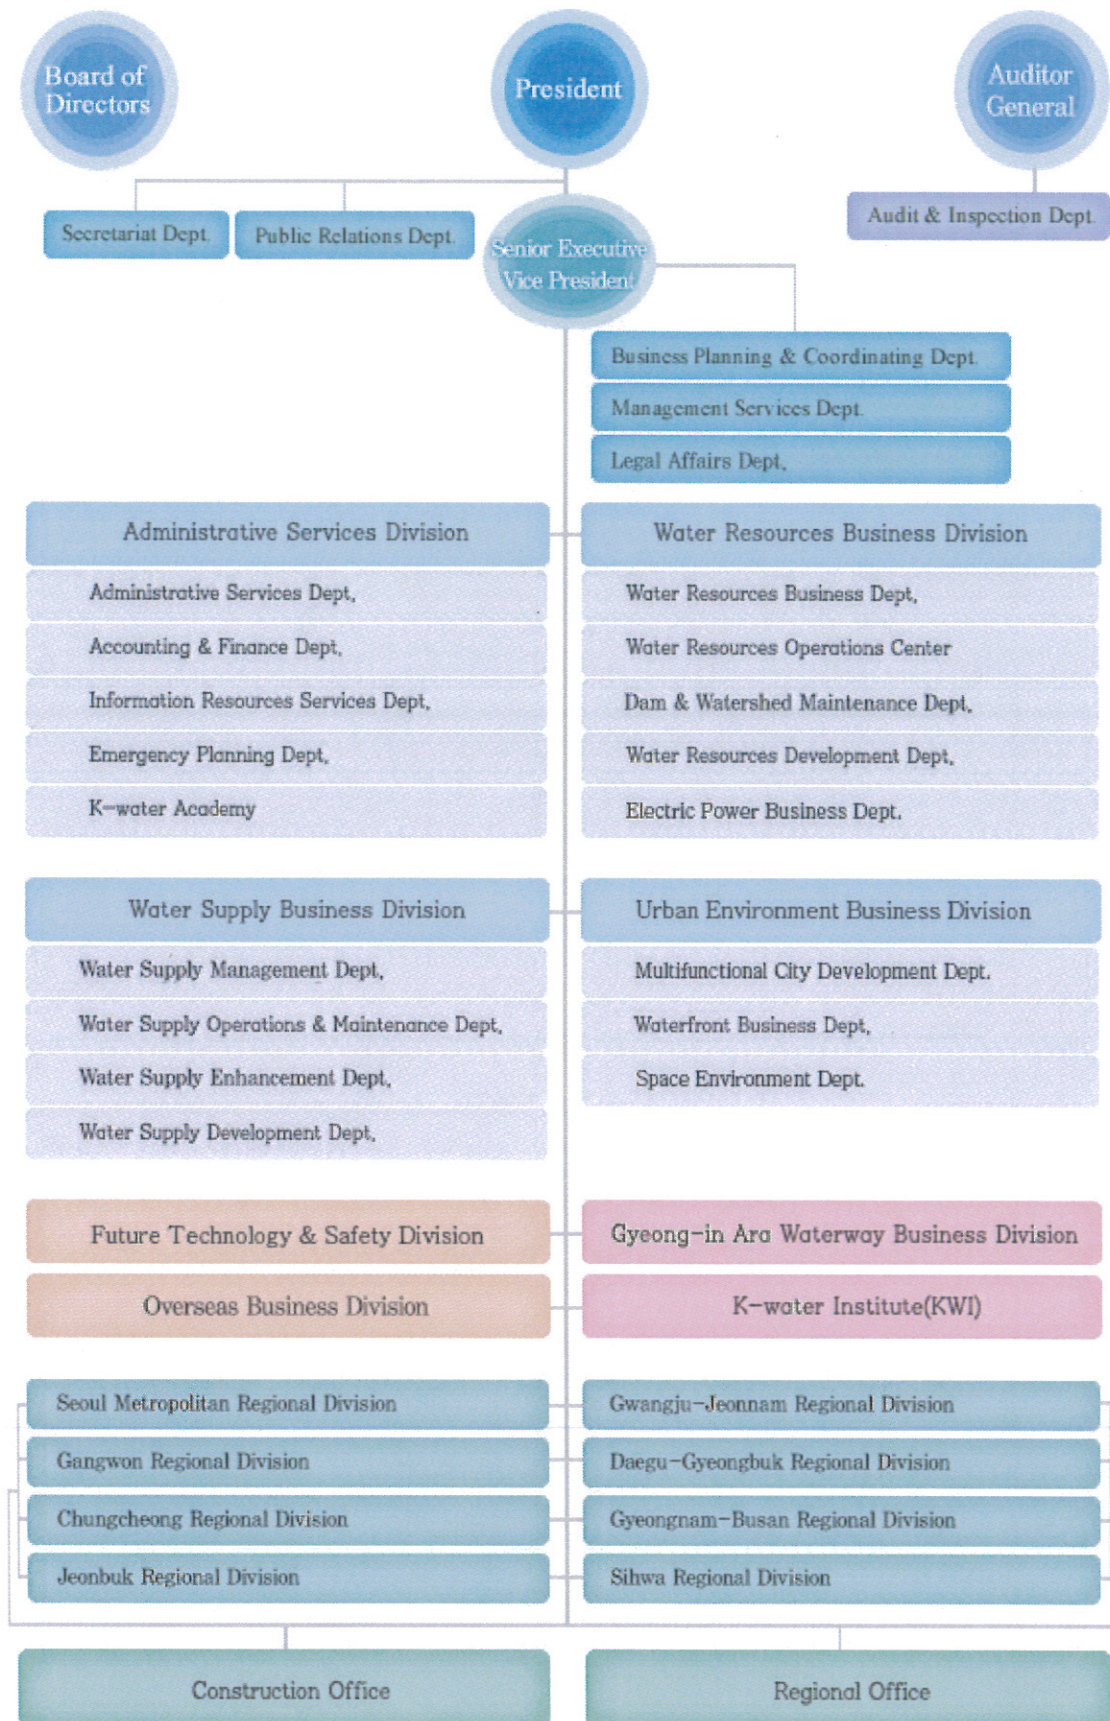 Board of
Directors
President
Auditor
General
Secretariat Dept.
Public Relations Dept.
Audit & Inspection Dept.
Senior Executive
Vice President
Business Planning & Coordinating Dept.
Management Services Dept.
Legal Affairs Dept.
Administrative Services Division
Administrative Services Dept.
Accounting & Finance Dept.
Information Resources Services Dept.
Emergency Planning Dept.
K-water Academy
Water Resources Business Division
Water Resources Business Dept.
Water Resources Operations Center
Dam & Watershed Maintenance Dept.
Water Resources Development Dept.
Electric Power Business Dept.
Water Supply Business Division
Water Supply Management Dept.
Water Supply Operations & Maintenance Dept.
Water Supply Enhancement Dept.
Water Supply Development Dept.
Urban Environment Business Division
Multifunctional City Development Dept.
Waterfront Business Dept.
Space Environment Dept.
Future Technology & Safety Division
Gyeong-in Ara Waterway Business Division
Overseas Business Division
K-water Institute(KWI)
Seoul Metropolitan Regional Division
Gangwon Regional Division
Chungcheong Regional Division
Jeonbuk Regional Division
Gwangju-Jeonnam Regional Division
Daegu-Gyeongbuk Regional Division
Gyeongnam-Busan Regional Division
Sihwa Regional Division
Construction Office
Regional Office